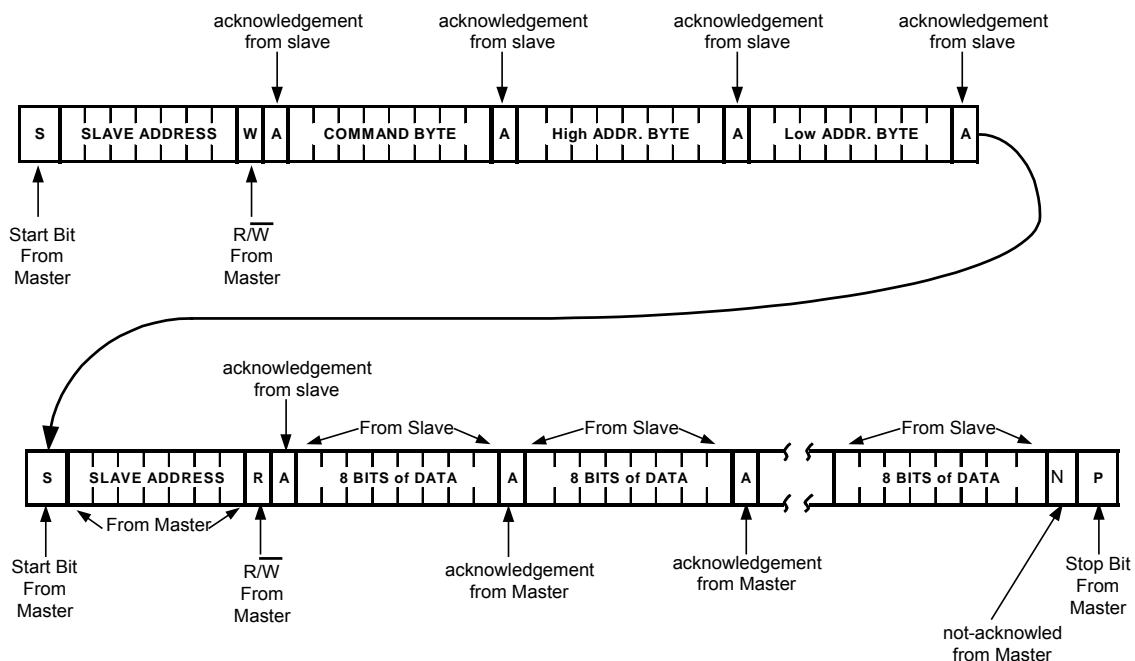 acknowledgement
from slave
acknowledgement
from slave
acknowledgement
from slave
acknowledgement
from slave
S SLAVE ADDRESS W A COMMAND BYTE A High ADDR. BYTE A Low ADDR. BYTE A
Start Bit
From
Master
R/W̅
From
Master
acknowledgement
from slave
From Slave
From Slave
From Slave
S SLAVE ADDRESS R A 8 BITS of DATA A 8 BITS of DATA A 8 BITS of DATA N P
From Master
Start Bit
From
Master
R/W̅
From
Master
acknowledgement
from Master
acknowledgement
from Master
Stop Bit
From
Master
not-acknowled
from Master